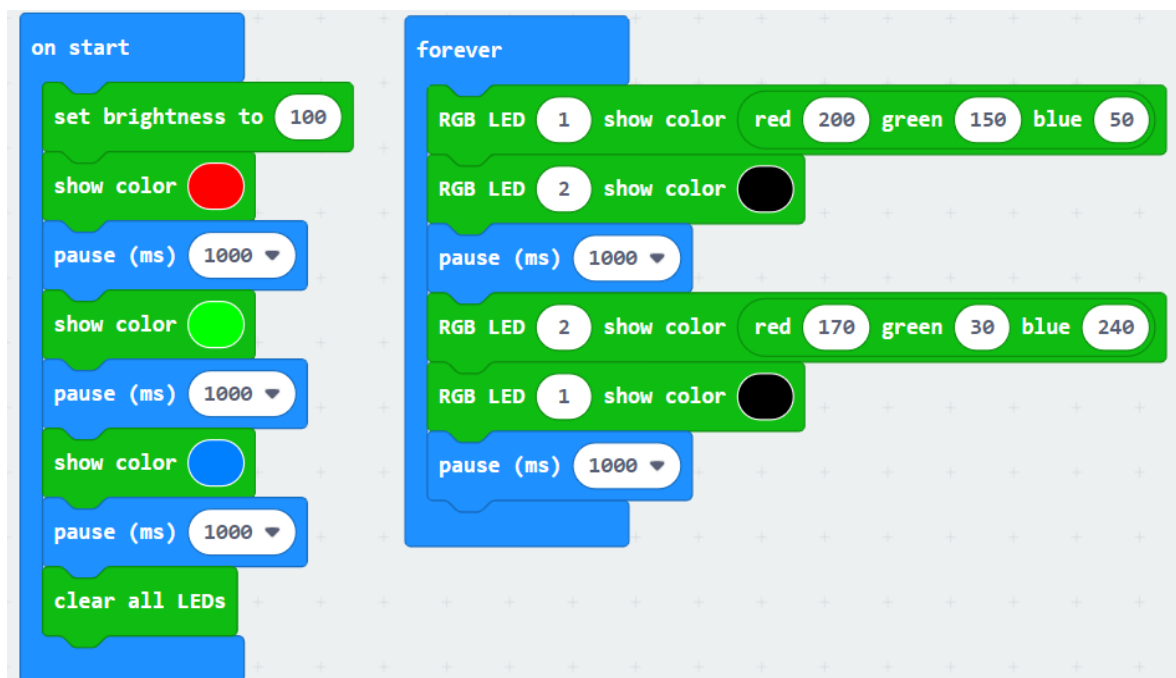 on start
set brightness to 100
show color
pause (ms) 1000
show color
pause (ms) 1000
show color
pause (ms) 1000
clear all LEDs
forever
RGB LED 1 show color red 200 green 150 blue 50
RGB LED 2 show color
pause (ms) 1000
RGB LED 2 show color red 170 green 30 blue 240
RGB LED 1 show color
pause (ms) 1000